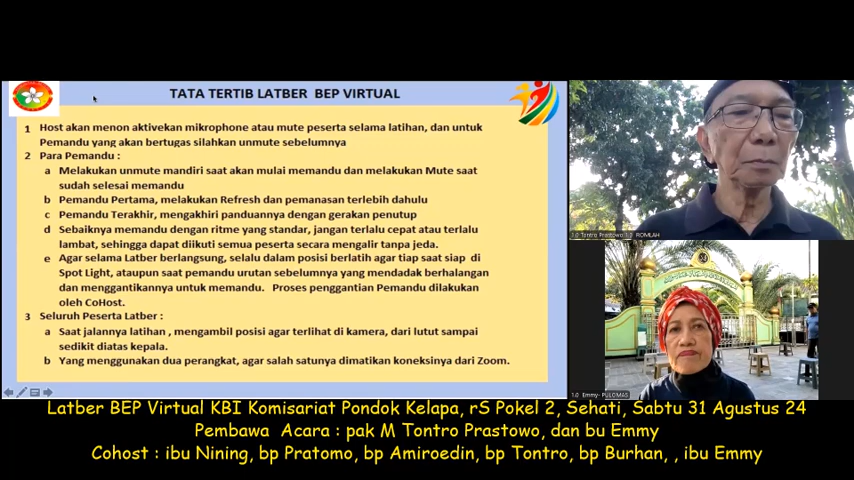 TATA TERTIB LATBER BEP VIRTUAL
1 Host akan menon aktivekan mikrophone atau mute peserta selama latihan, dan untuk
Pemandu yang akan bertugas silahkan unmute sebelumnya
2 Para Pemandu :
a Melakukan unmute mandiri saat akan mulai memandu dan melakukan Mute saat
sudah selesai memandu
b Pemandu Pertama, melakukan Refresh dan pemanasan terlebih dahulu
c Pemandu Terakhir, mengakhiri panduannya dengan gerakan penutup
d Sebaiknya memandu dengan ritme yang standar, jangan terlalu cepat atau terlalu
lambat, sehingga dapat diikuti semua peserta secara mengalir tanpa jeda.
e Agar selama Latber berlangsung, selalu dalam posisi berlatih agar tiap saat siap di
Spot Light, ataupun saat pemandu urutan sebelumnya yang mendadak berhalangan
dan menggantikannya untuk memandu. Proses penggantian Pemandu dilakukan
oleh CoHost.
3 Seluruh Peserta Latber :
a Saat jalannya latihan , mengambil posisi agar terlihat di kamera, dari lutut sampai
sedikit diatas kepala.
b Yang menggunakan dua perangkat, agar salah satunya dimatikan koneksinya dari Zoom.
Tontro Prastowo 1.3 ROMLAH
1.0 Emmy-PULOMAS
Latber BEP Virtual KBI Komisariat Pondok Kelapa, rS Pokel 2, Sehati, Sabtu 31 Agustus 24
Pembawa Acara : pak M Tontro Prastowo, dan bu Emmy
Cohost : ibu Nining, bp Pratomo, bp Amiroedin, bp Tontro, bp Burhan, , ibu Emmy